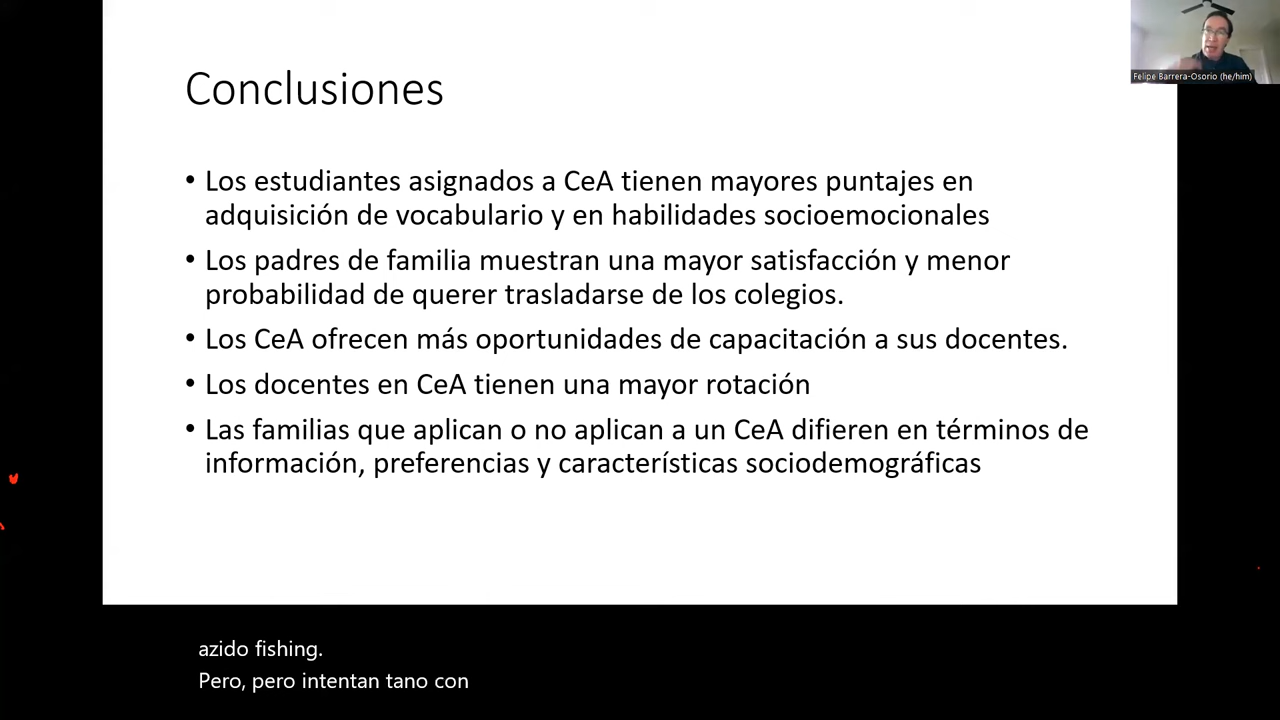 Felipe Barrera-Osorio (he/him)
Conclusiones
• Los estudiantes asignados a CeA tienen mayores puntajes en
adquisición de vocabulario y en habilidades socioemocionales
• Los padres de familia muestran una mayor satisfacción y menor
probabilidad de querer trasladarse de los colegios.
• Los CeA ofrecen más oportunidades de capacitación a sus docentes.
• Los docentes en CeA tienen una mayor rotación
• Las familias que aplican o no aplican a un CeA difieren en términos de
información, preferencias y características sociodemográficas
azido fishing.
Pero, pero intentan tano con